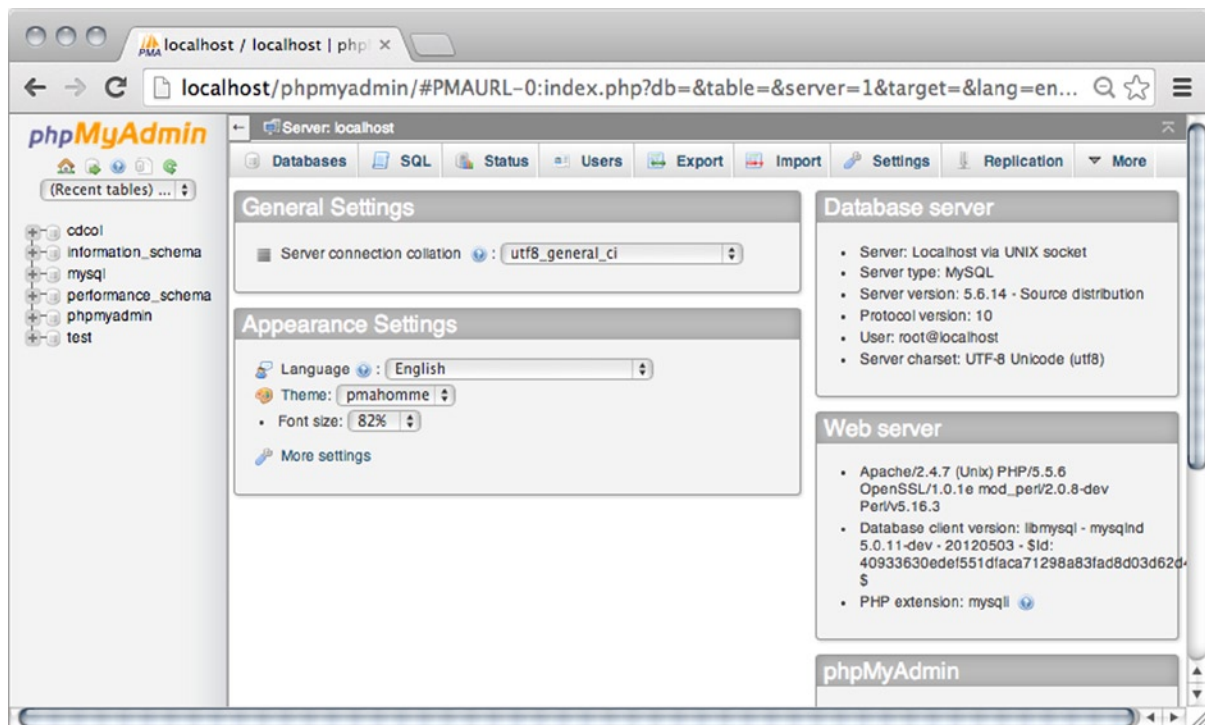 localhost / localhost | php
localhost/phpmyadmin/#PMAURL-0:index.php?db=&table=&server=1&target=&lang=en...
phpMyAdmin
(Recent tables) ...
cdcol
information_schema
mysql
performance_schema
phpmyadmin
test
Server: localhost
Databases SQL Status Users Export Import Settings Replication More
General Settings
Server connection collation : utf8_general_ci
Appearance Settings
Language : English
Theme: pmahomme
• Font size: 82%
More settings
Database server
• Server: Localhost via UNIX socket
• Server type: MySQL
• Server version: 5.6.14 - Source distribution
• Protocol version: 10
• User: root@localhost
• Server charset: UTF-8 Unicode (utf8)
Web server
• Apache/2.4.7 (Unix) PHP/5.5.6
OpenSSL/1.0.1e mod_perl/2.0.8-dev
Perl/v5.16.3
• Database client version: libmysql - mysqlnd
5.0.11-dev - 20120503 - $Id:
40933630edef551dfaca71298a83fad8d03d62d4
$
• PHP extension: mysqli
phpMyAdmin